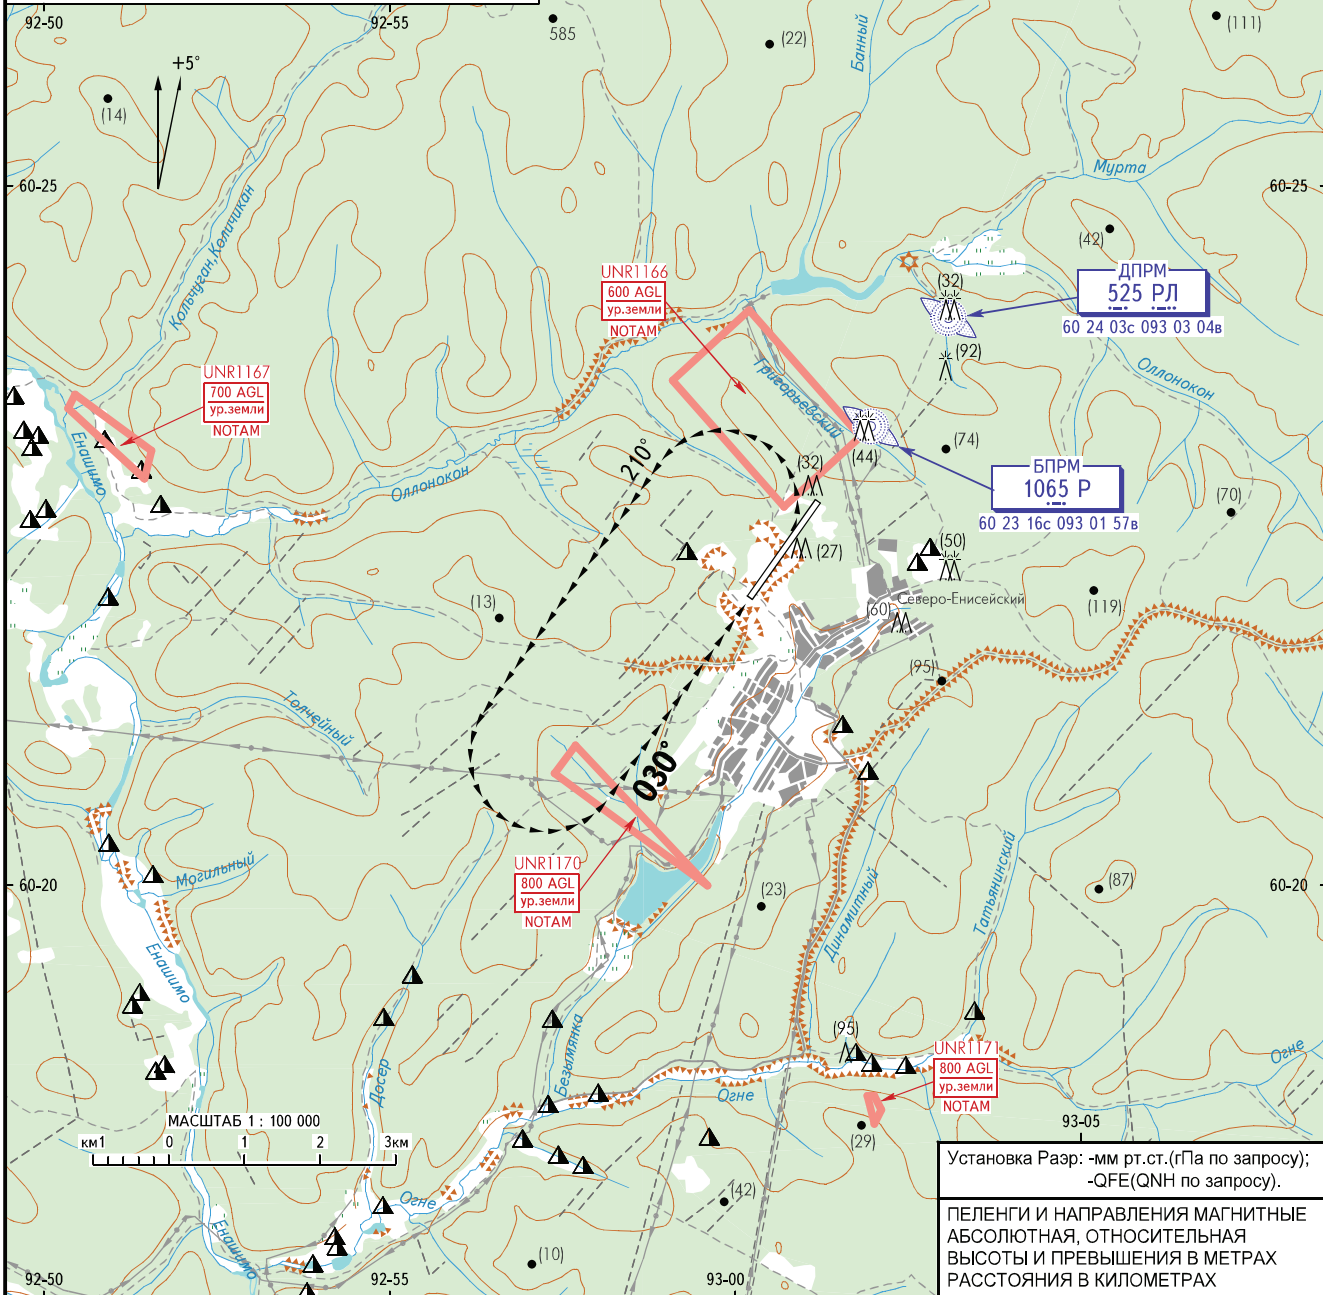 92-50
92-55
585
(22)
Банный
(111)
+5°
(14)
60-25
Кольчуган,Количикан
Мурта
60-25
(42)
UNR1166
600 AGL
ур.земли
NOTAM
(32)
ДПРМ
525 РЛ
60 24 03с 093 03 04в
(92)
UNR1167
700 AGL
ур.земли
NOTAM
Григорьевский
Оллонокон
Енашимо
210°
(44)
(74)
БПРМ
1065 Р
60 23 16с 093 01 57в
Оллонокон
(32)
(70)
(27)
(50)
(13)
Северо-Енисейский
(60)
(119)
(95)
Толчейный
030°
Могильный
UNR1170
800 AGL
ур.земли
NOTAM
60-20
(23)
Динамитный
Татьянинский
(87)
60-20
Енашимо
Безымянка
Досер
(95)
UNR1171
800 AGL
ур.земли
NOTAM
Огне
Огне
(29)
93-05
МАСШТАБ 1 : 100 000
км1 0 1 2 3км
Установка Раэр: -мм рт.ст.(гПа по запросу);
-QFE(QNH по запросу).
Огне
(42)
Енашимо
(10)
ПЕЛЕНГИ И НАПРАВЛЕНИЯ МАГНИТНЫЕ
АБСОЛЮТНАЯ, ОТНОСИТЕЛЬНАЯ
ВЫСОТЫ И ПРЕВЫШЕНИЯ В МЕТРАХ
РАССТОЯНИЯ В КИЛОМЕТРАХ
92-50
92-55
93-00